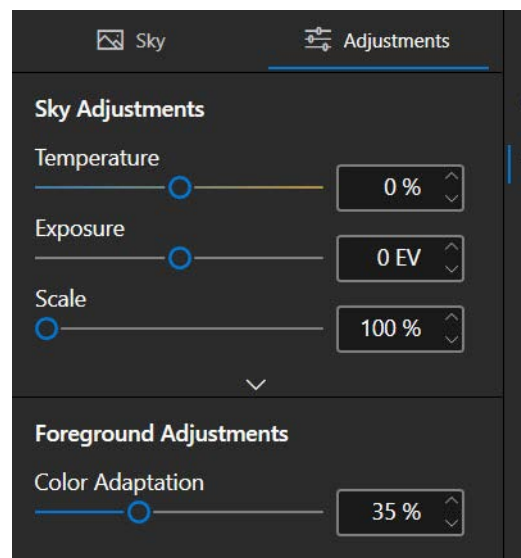 Sky Adjustments
Sky Adjustments
Temperature
0 %
Exposure
0 EV
Scale
100 %
Foreground Adjustments
Color Adaptation
35 %